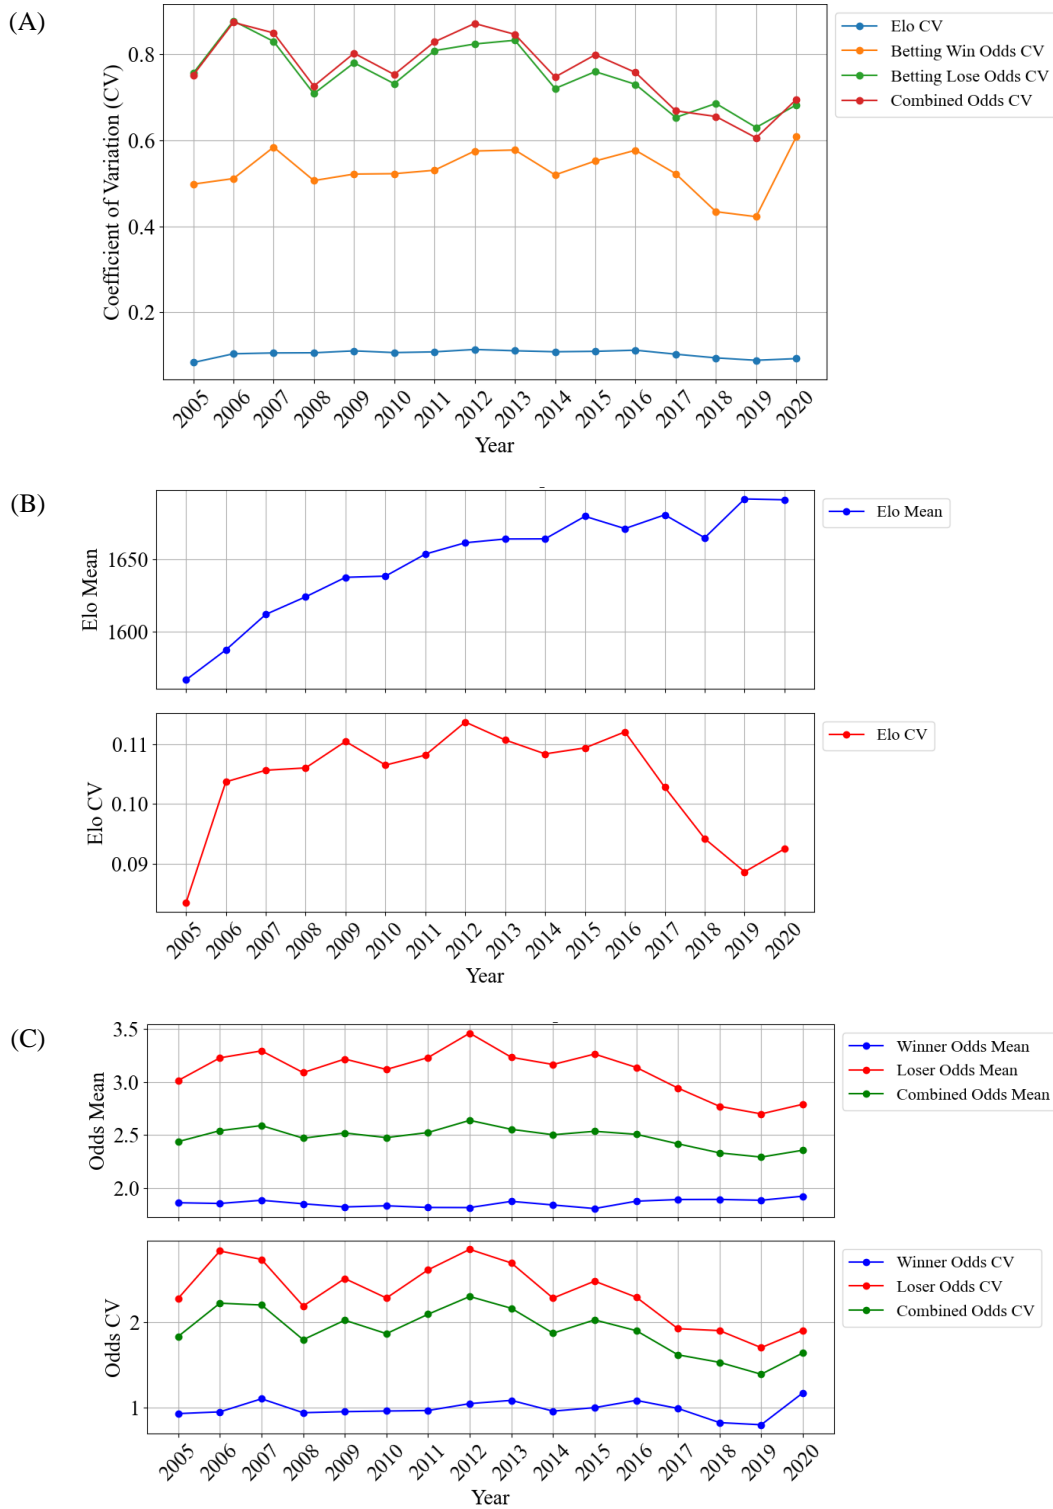 (A)
Coefficient of Variation (CV)
0.8
0.6
0.4
0.2
2005 2006 2007 2008 2009 2010 2011 2012 2013 2014 2015 2016 2017 2018 2019 2020
Year
Elo CV
Betting Win Odds CV
Betting Lose Odds CV
Combined Odds CV
(B)
Elo Mean
1650
1600
Elo Mean
Elo CV
0.11
0.10
0.09
Elo CV
2005 2006 2007 2008 2009 2010 2011 2012 2013 2014 2015 2016 2017 2018 2019 2020
Year
(C)
Odds Mean
3.5
3.0
2.5
2.0
Winner Odds Mean
Loser Odds Mean
Combined Odds Mean
Odds CV
2
1
Winner Odds CV
Loser Odds CV
Combined Odds CV
2005 2006 2007 2008 2009 2010 2011 2012 2013 2014 2015 2016 2017 2018 2019 2020
Year